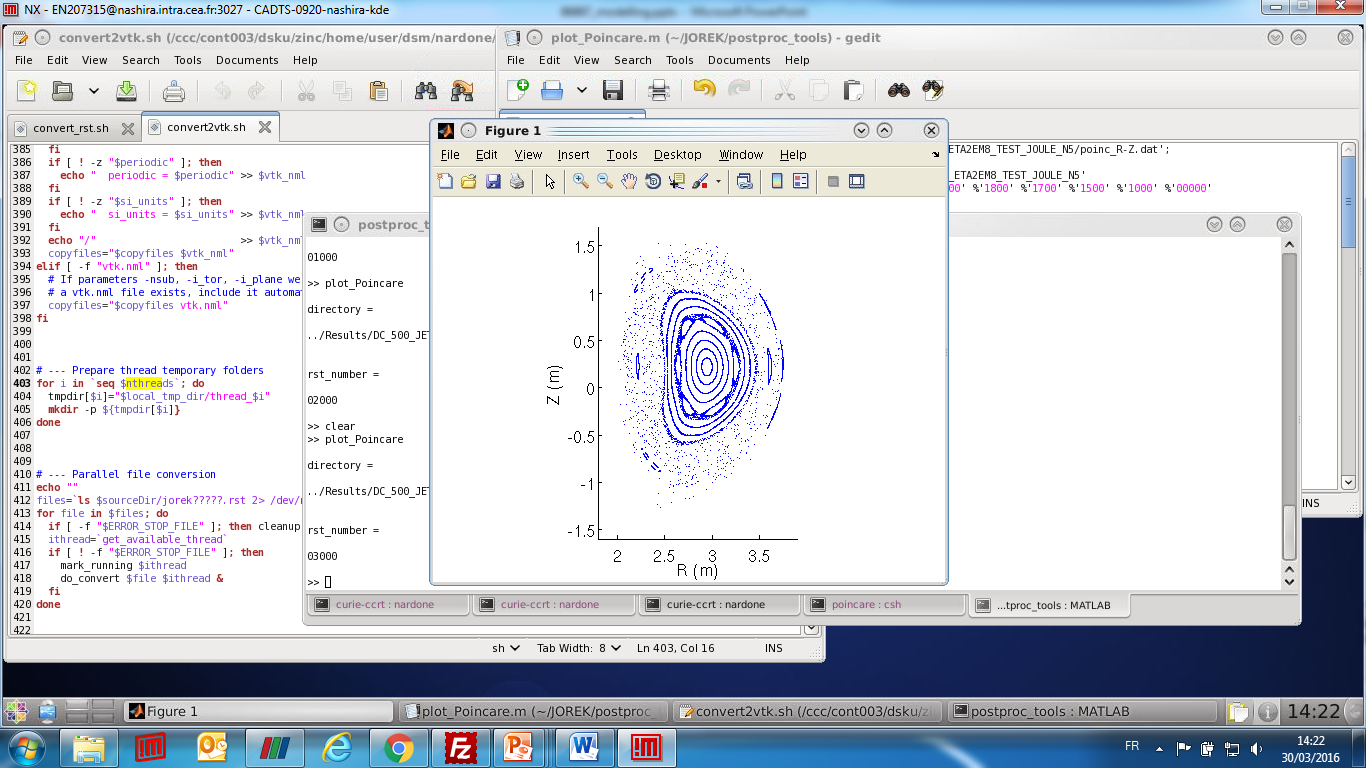 NX - EN207315@nashira.intra.cea.fr:3027 - CADTS-0920-nashira-kde
convert2vtk.sh (/ccc/cont003/dsku/zinc/home/user/dsm/nardone/
File Edit View Search Tools Documents Help
convert_rst.sh
convert2vtk.sh
385 fi
386 if [ ! -z "$periodic" ]; then
387 echo " periodic = $periodic" >> $vtk_nml
388 fi
389 if [ ! -z "$si_units" ]; then
390 echo " si_units = $si_units" >> $vtk_nml
391 fi
392 echo "/" >> $vtk_nml
393 copyfiles="$copyfiles $vtk_nml"
394 elif [ -f "vtk.nml" ]; then
395 # If parameters -nsub, -i_tor, -i_plane we
396 # a vtk.nml file exists, include it automat
397 copyfiles="$copyfiles vtk.nml"
398 fi
399
400
401
402 # --- Prepare thread temporary folders
403 for i in `seq $nthreads`; do
404 tmpdir[$i]="$local_tmp_dir/thread_$i"
405 mkdir -p ${tmpdir[$i]}
406 done
407
408
409
410 # --- Parallel file conversion
411 echo ""
412 files=`ls $sourceDir/jorek?????.rst 2> /dev/n
413 for file in $files; do
414 if [ -f "$ERROR_STOP_FILE" ]; then cleanup
415 ithread=`get_available_thread`
416 if [ ! -f "$ERROR_STOP_FILE" ]; then
417 mark_running $ithread
418 do_convert $file $ithread &
419 fi
420 done
421
422
sh Tab Width: 8 Ln 403, Col 16 INS
plot_Poincare.m (~/JOREK/postproc_tools) - gedit
File Edit View Search Tools Documents Help
ETA2EM8_TEST_JOULE_N5/poinc_R-Z.dat';
_ETA2EM8_TEST_JOULE_N5'
00' %'1800' %'1700' %'1500' %'1000' %'00000'
INS
postproc_t
01000
>> plot_Poincare
directory =
../Results/DC_500_JET
rst_number =
02000
>> clear
>> plot_Poincare
directory =
../Results/DC_500_JET
rst_number =
03000
>>
curie-ccrt : nardone
curie-ccrt : nardone
curie-ccrt : nardone
poincare : csh
...tproc_tools : MATLAB
Figure 1
File Edit View Insert Tools Desktop Window Help
1.5
1
0.5
0
-0.5
-1
-1.5
Z (m)
2 2.5 3 3.5
R (m)
Figure 1
plot_Poincare.m (~/JOREK/postproc_
convert2vtk.sh (/ccc/cont003/dsku/zi
postproc_tools : MATLAB
14:22
FR
14:22
30/03/2016